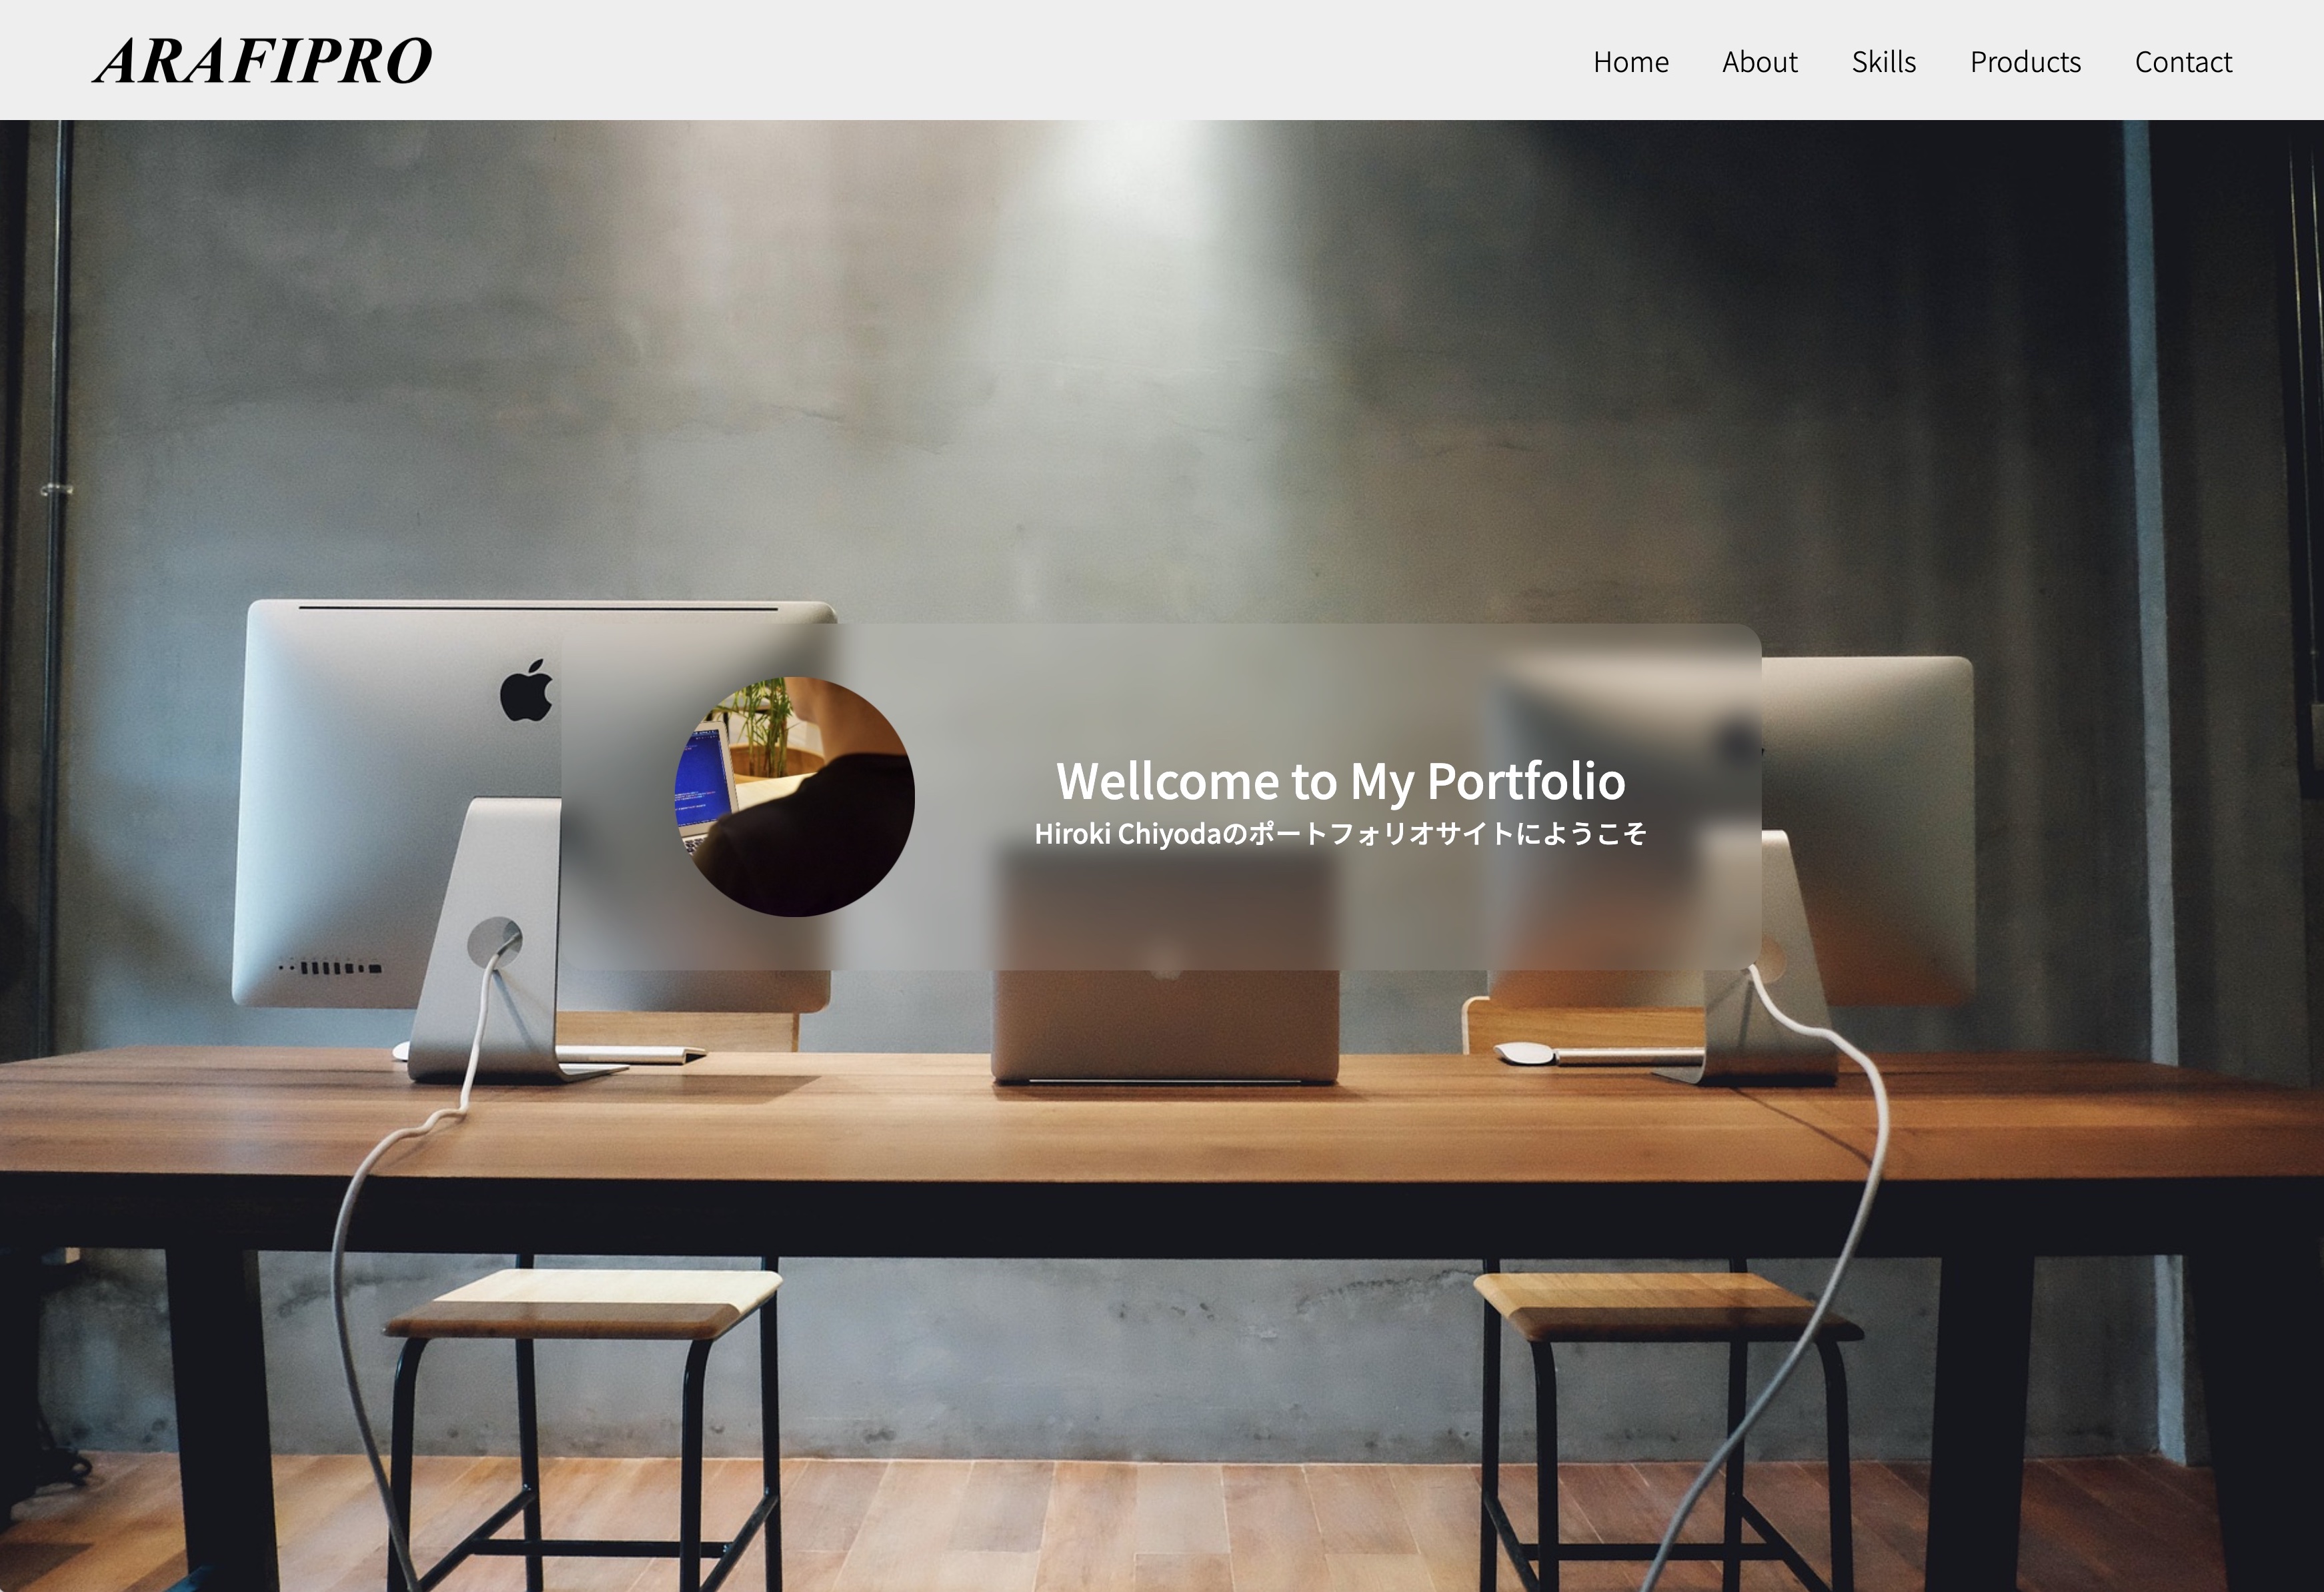 ARAFIPRO
Home About Skills Products Contact
Wellcome to My Portfolio
Hiroki Chiyodaのポートフォリオサイトにようこそ